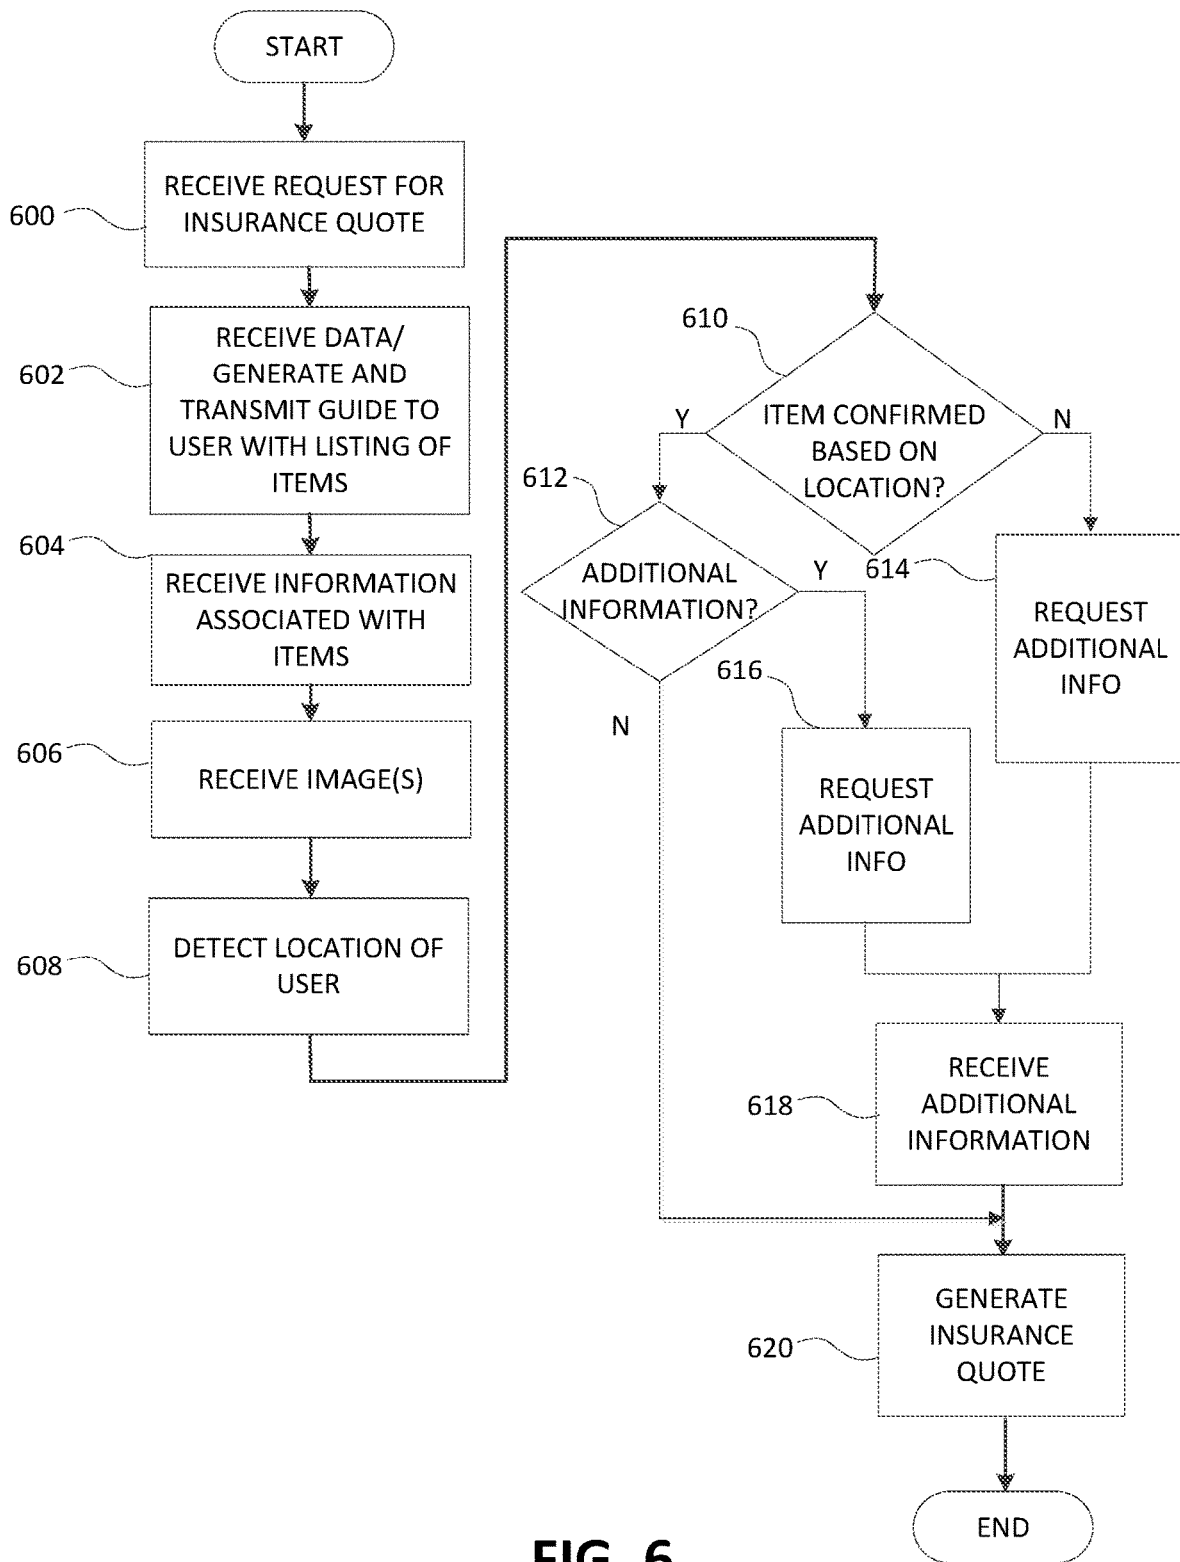 START
600
RECEIVE REQUEST FOR
INSURANCE QUOTE
602
RECEIVE DATA/
GENERATE AND
TRANSMIT GUIDE TO
USER WITH LISTING OF
ITEMS
604
RECEIVE INFORMATION
ASSOCIATED WITH
ITEMS
606
RECEIVE IMAGE(S)
608
DETECT LOCATION OF
USER
610
ITEM CONFIRMED
BASED ON
LOCATION?
Y
N
612
ADDITIONAL
INFORMATION?
Y
N
614
REQUEST
ADDITIONAL
INFO
616
REQUEST
ADDITIONAL
INFO
618
RECEIVE
ADDITIONAL
INFORMATION
620
GENERATE
INSURANCE
QUOTE
END
FIG. 6